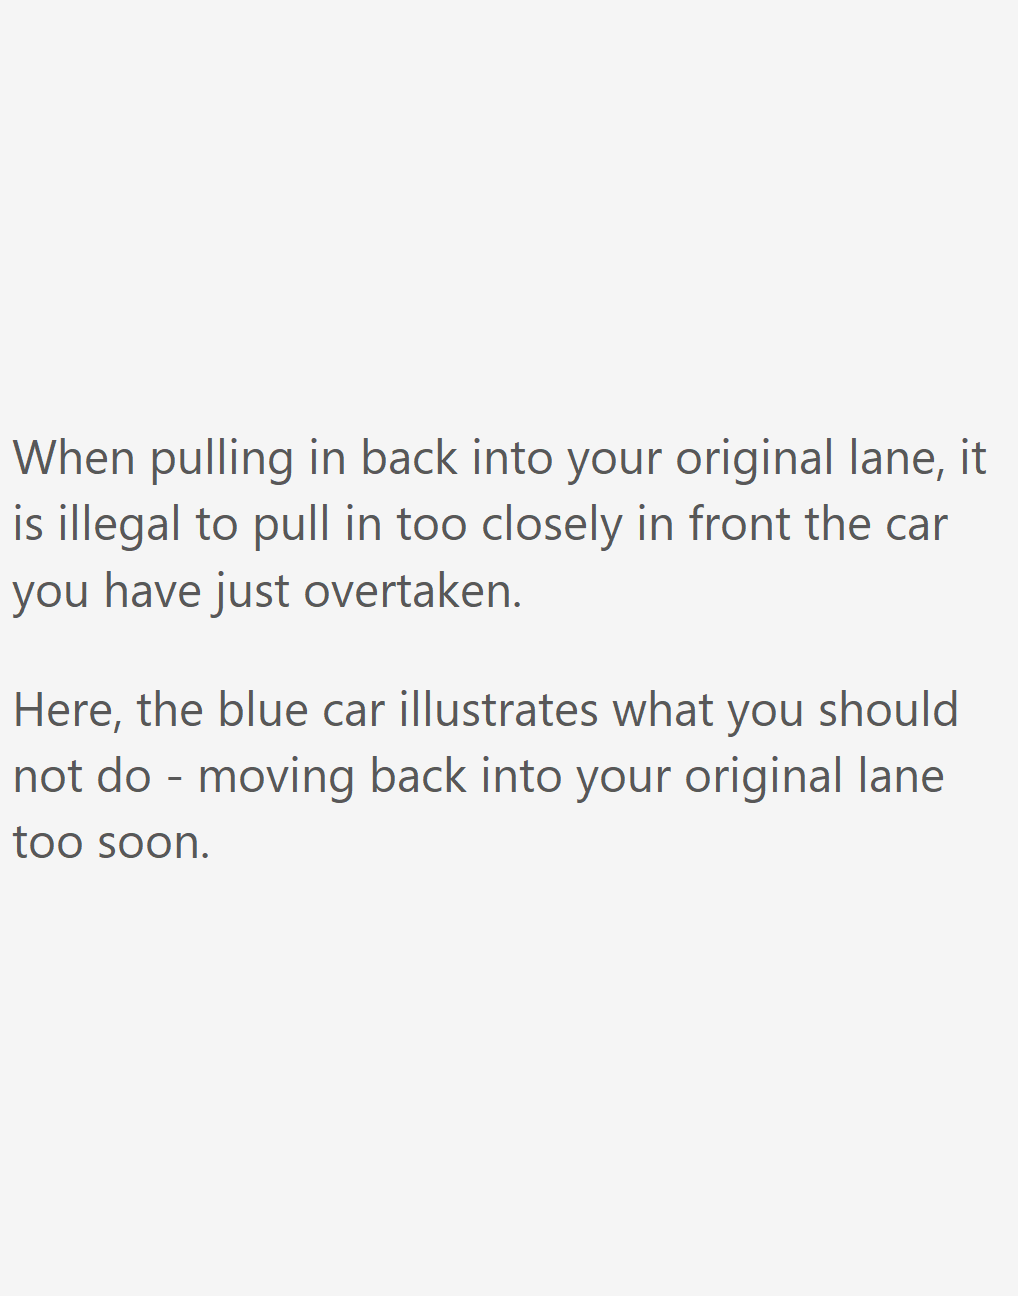 When pulling in back into your original lane, it
is illegal to pull in too closely in front the car
you have just overtaken.
Here, the blue car illustrates what you should
not do - moving back into your original lane
too soon.